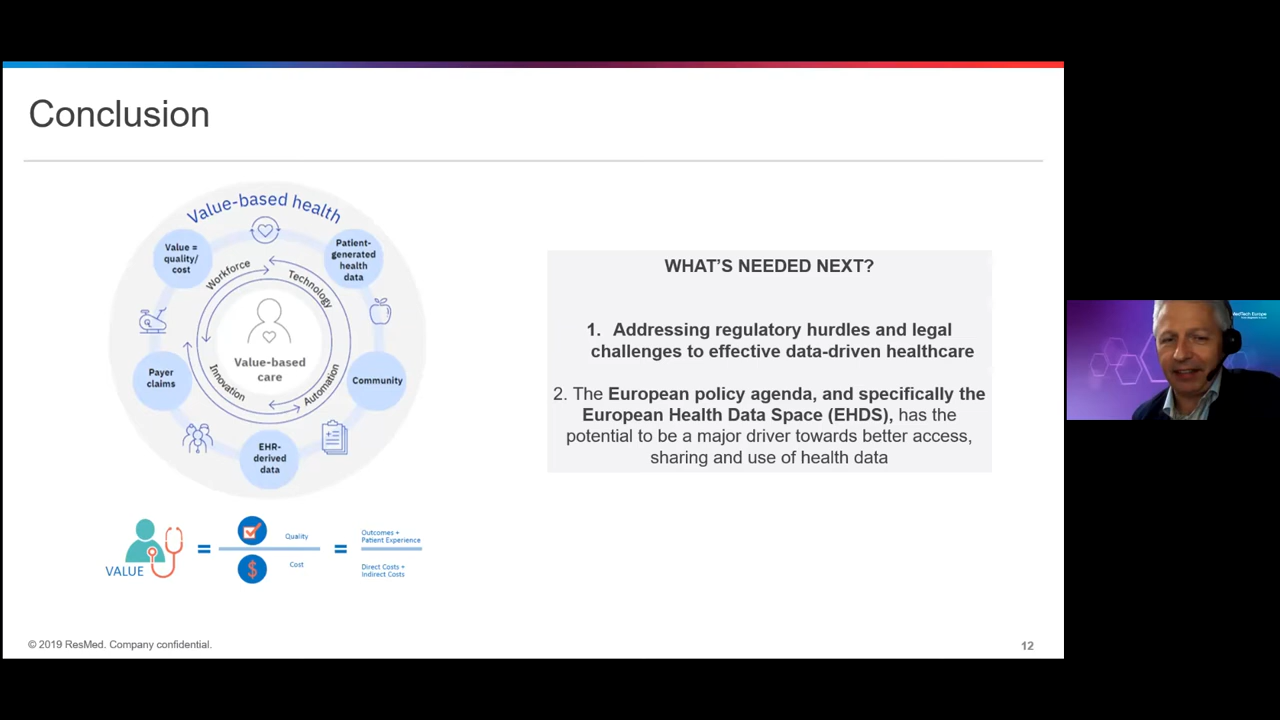 Conclusion
Value-based health
Value =
quality/
cost
Patient-
generated
health
data
Workforce
Technology
Value-based
care
Payer
claims
Community
Innovation
Automation
EHR-
derived
data
VALUE
=
Quality
Cost
=
Outcomes +
Patient Experience
Direct Costs +
Indirect Costs
WHAT'S NEEDED NEXT?
1. Addressing regulatory hurdles and legal
challenges to effective data-driven healthcare
2. The European policy agenda, and specifically the
European Health Data Space (EHDS), has the
potential to be a major driver towards better access,
sharing and use of health data
$
MedTech Europe
© 2019 ResMed. Company confidential.
12